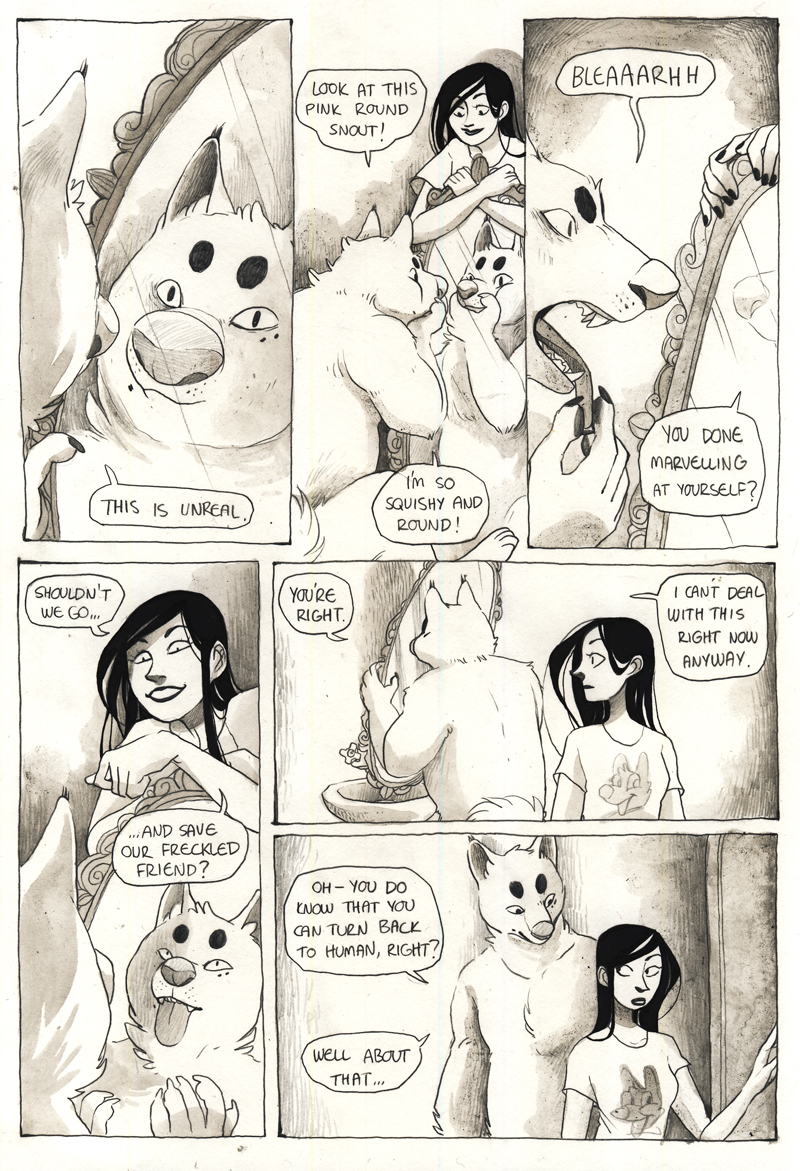 THIS IS UNREAL.
LOOK AT THIS
PINK ROUND
SNOUT!
I'M SO
SQUISHY AND
ROUND!
BLEAAARHH
YOU DONE
MARVELLING
AT YOURSELF?
SHOULDN'T
WE GO...
...AND SAVE
OUR FRECKLED
FRIEND?
YOU'RE
RIGHT.
I CAN'T DEAL
WITH THIS
RIGHT NOW
ANYWAY.
OH- YOU DO
KNOW THAT YOU
CAN TURN BACK
TO HUMAN, RIGHT?
WELL ABOUT
THAT...